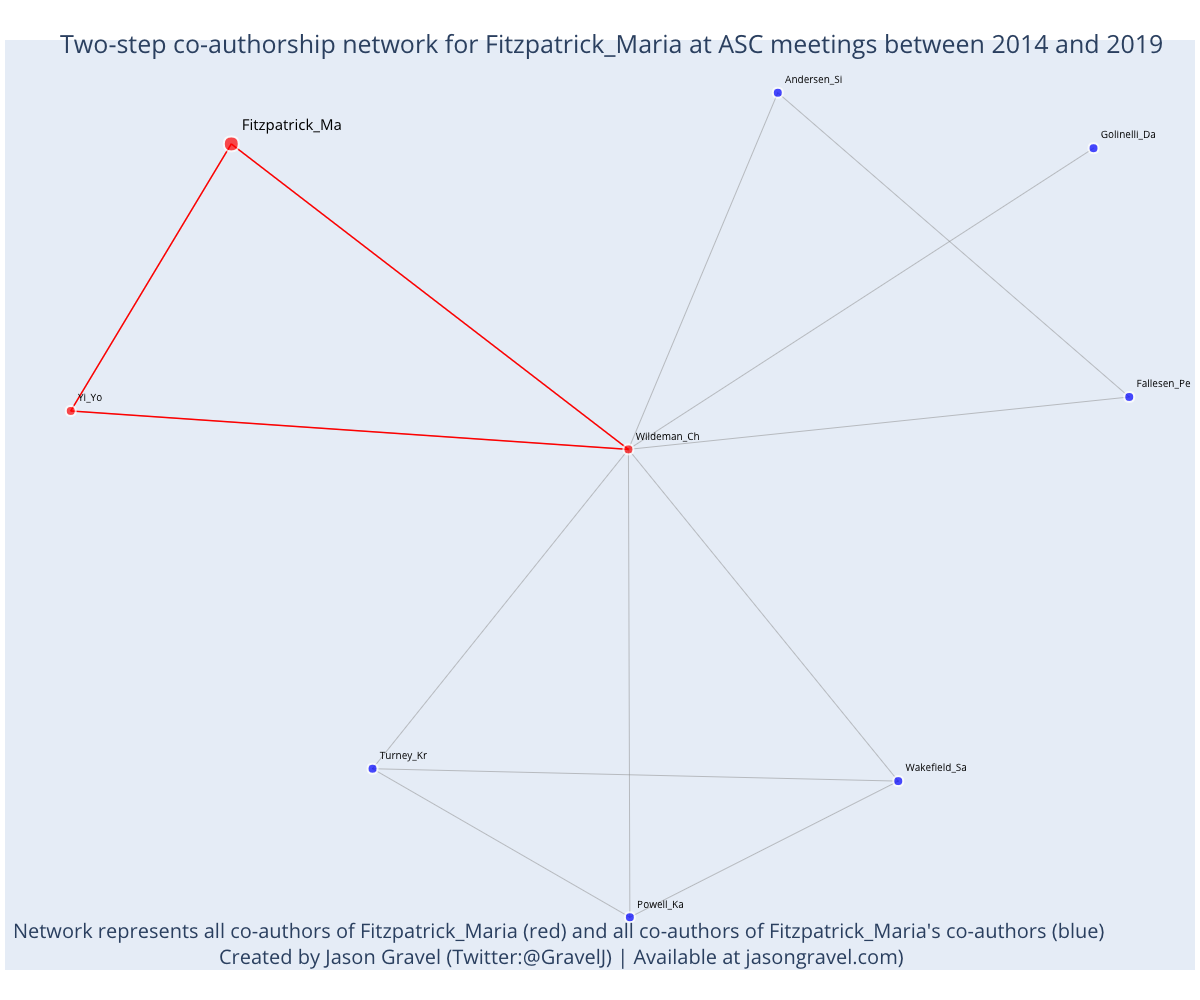 Two-step co-authorship network for Fitzpatrick_Maria at ASC meetings between 2014 and 2019
Andersen_Si
Fitzpatrick_Ma
Golinelli_Da
Fallesen_Pe
Yi_Yo
Wildeman_Ch
Turney_Kr
Wakefield_Sa
Powell_Ka
Network represents all co-authors of Fitzpatrick_Maria (red) and all co-authors of Fitzpatrick_Maria's co-authors (blue)
Created by Jason Gravel (Twitter:@GravelJ) | Available at jasongravel.com)